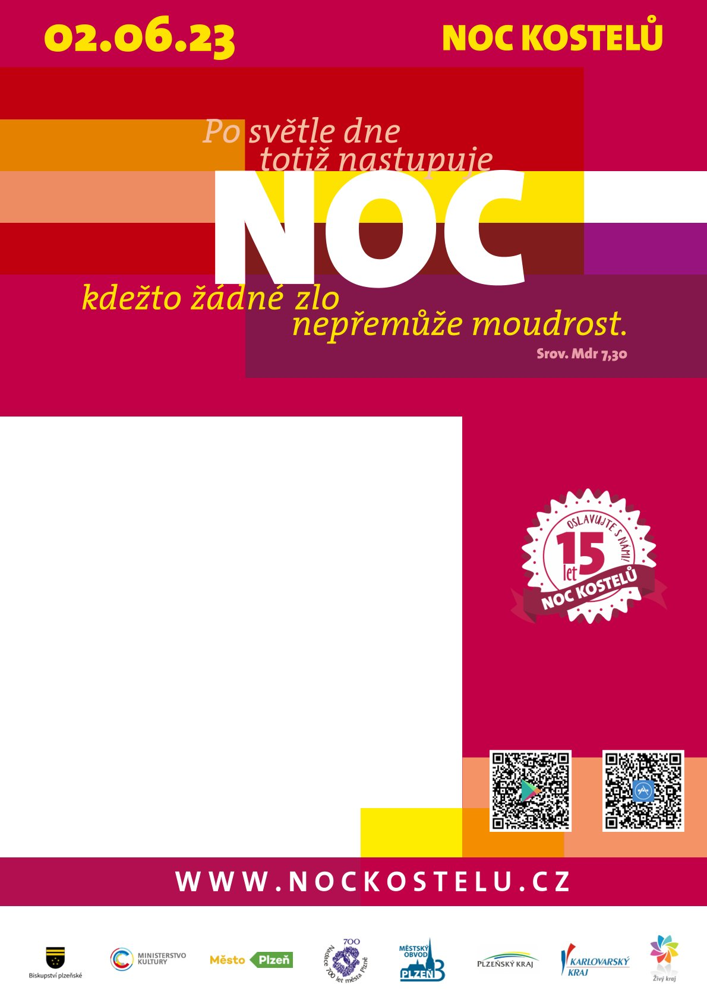 02.06.23
NOC KOSTELŮ
Po světle dne
totiž nastupuje
NOC
kdežto žádné zlo
nepřemůže moudrost.
Srov. Mdr 7,30
OSLAVUJTE S NÁMI!
15
let
NOC KOSTELŮ
WWW.NOCKOSTELU.CZ
Biskupství plzeňské
MINISTERSTVO
KULTURY
Město Plzeň
700
Nadace 700 let města Plzně
MĚSTSKÝ
OBVOD
PLZEŇ 3
PLZEŇSKÝ KRAJ
KARLOVARSKÝ
KRAJ
Živý kraj